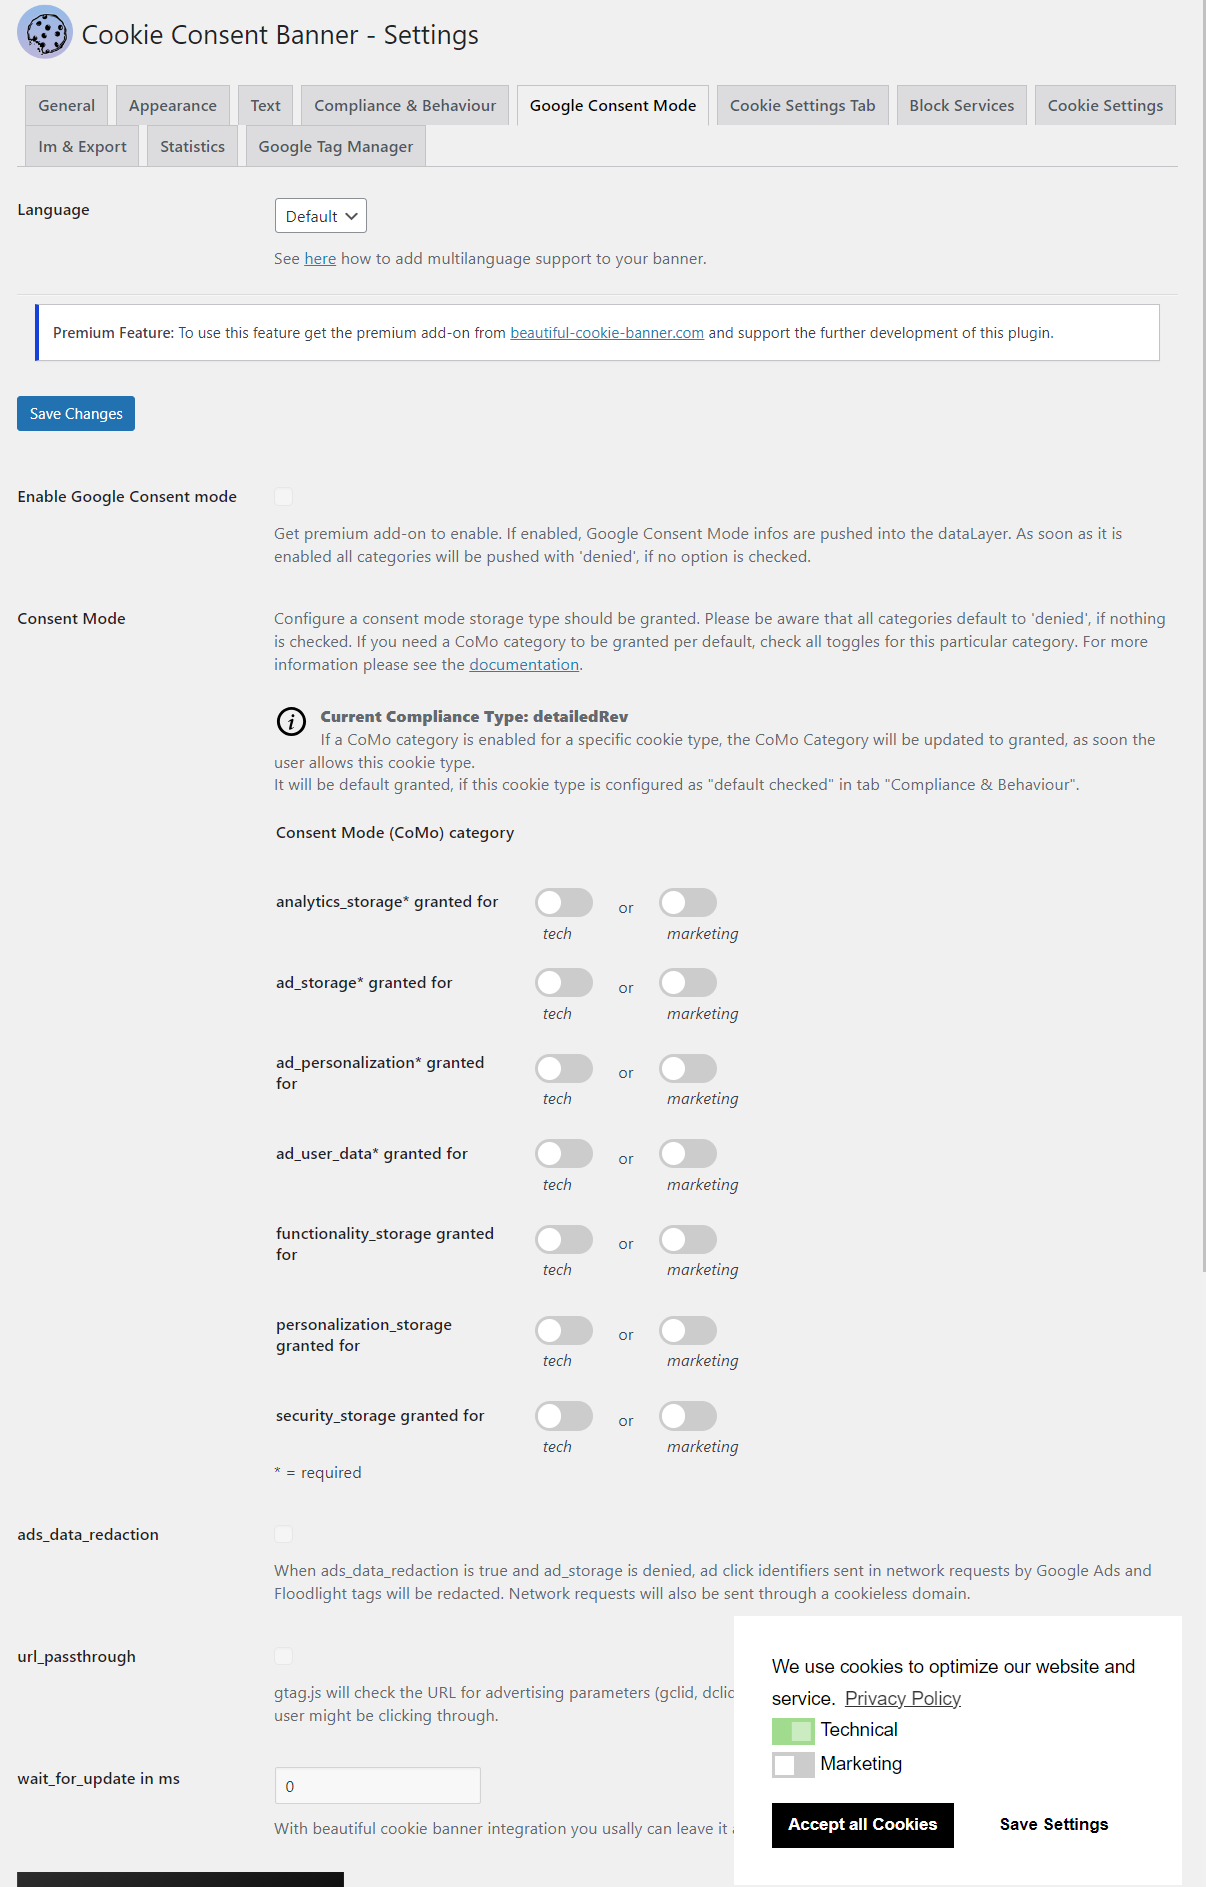 Cookie Consent Banner - Settings
General Appearance Text Compliance & Behaviour Google Consent Mode Cookie Settings Tab Block Services Cookie Settings
Im & Export Statistics Google Tag Manager
Language
Default
See here how to add multilanguage support to your banner.
Premium Feature: To use this feature get the premium add-on from beautiful-cookie-banner.com and support the further development of this plugin.
Save Changes
Enable Google Consent mode
Get premium add-on to enable. If enabled, Google Consent Mode infos are pushed into the dataLayer. As soon as it is
enabled all categories will be pushed with 'denied', if no option is checked.
Consent Mode
Configure a consent mode storage type should be granted. Please be aware that all categories default to 'denied', if nothing
is checked. If you need a CoMo category to be granted per default, check all toggles for this particular category. For more
information please see the documentation.
Current Compliance Type: detailedRev
If a CoMo category is enabled for a specific cookie type, the CoMo Category will be updated to granted, as soon the
user allows this cookie type.
It will be default granted, if this cookie type is configured as "default checked" in tab "Compliance & Behaviour".
Consent Mode (CoMo) category
analytics_storage* granted for
or
tech marketing
ad_storage* granted for
or
tech marketing
ad_personalization* granted
for
or
tech marketing
ad_user_data* granted for
or
tech marketing
functionality_storage granted
for
or
tech marketing
personalization_storage
granted for
or
tech marketing
security_storage granted for
or
tech marketing
* = required
ads_data_redaction
When ads_data_redaction is true and ad_storage is denied, ad click identifiers sent in network requests by Google Ads and
Floodlight tags will be redacted. Network requests will also be sent through a cookieless domain.
url_passthrough
gtag.js will check the URL for advertising parameters (gclid, dclid
user might be clicking through.
wait_for_update in ms
0
With beautiful cookie banner integration you usally can leave it
We use cookies to optimize our website and
service. Privacy Policy
Technical
Marketing
Accept all Cookies Save Settings